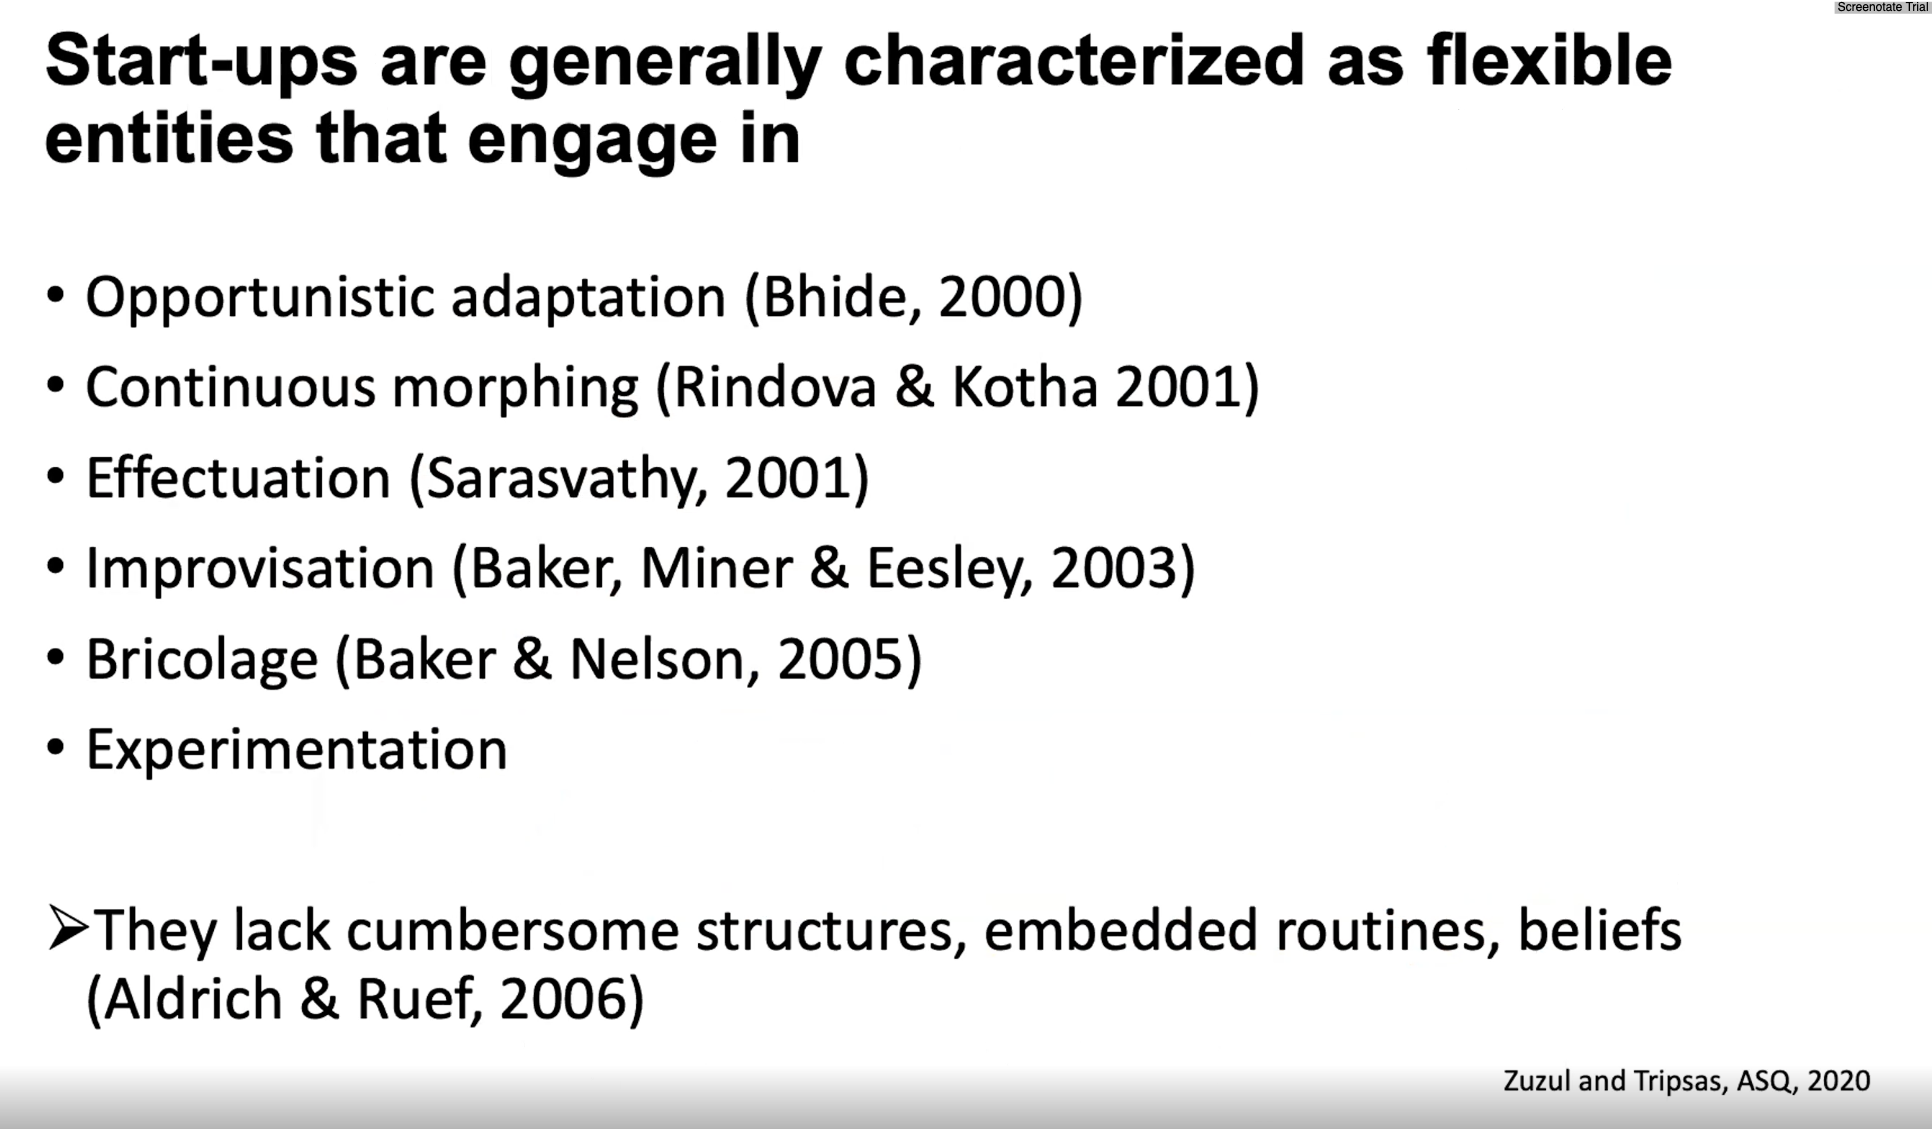 Screenotate Trial
Start-ups are generally characterized as flexible
entities that engage in
• Opportunistic adaptation (Bhide, 2000)
• Continuous morphing (Rindova & Kotha 2001)
• Effectuation (Sarasvathy, 2001)
• Improvisation (Baker, Miner & Eesley, 2003)
• Bricolage (Baker & Nelson, 2005)
• Experimentation
➢They lack cumbersome structures, embedded routines, beliefs
(Aldrich & Ruef, 2006)
Zuzul and Tripsas, ASQ, 2020